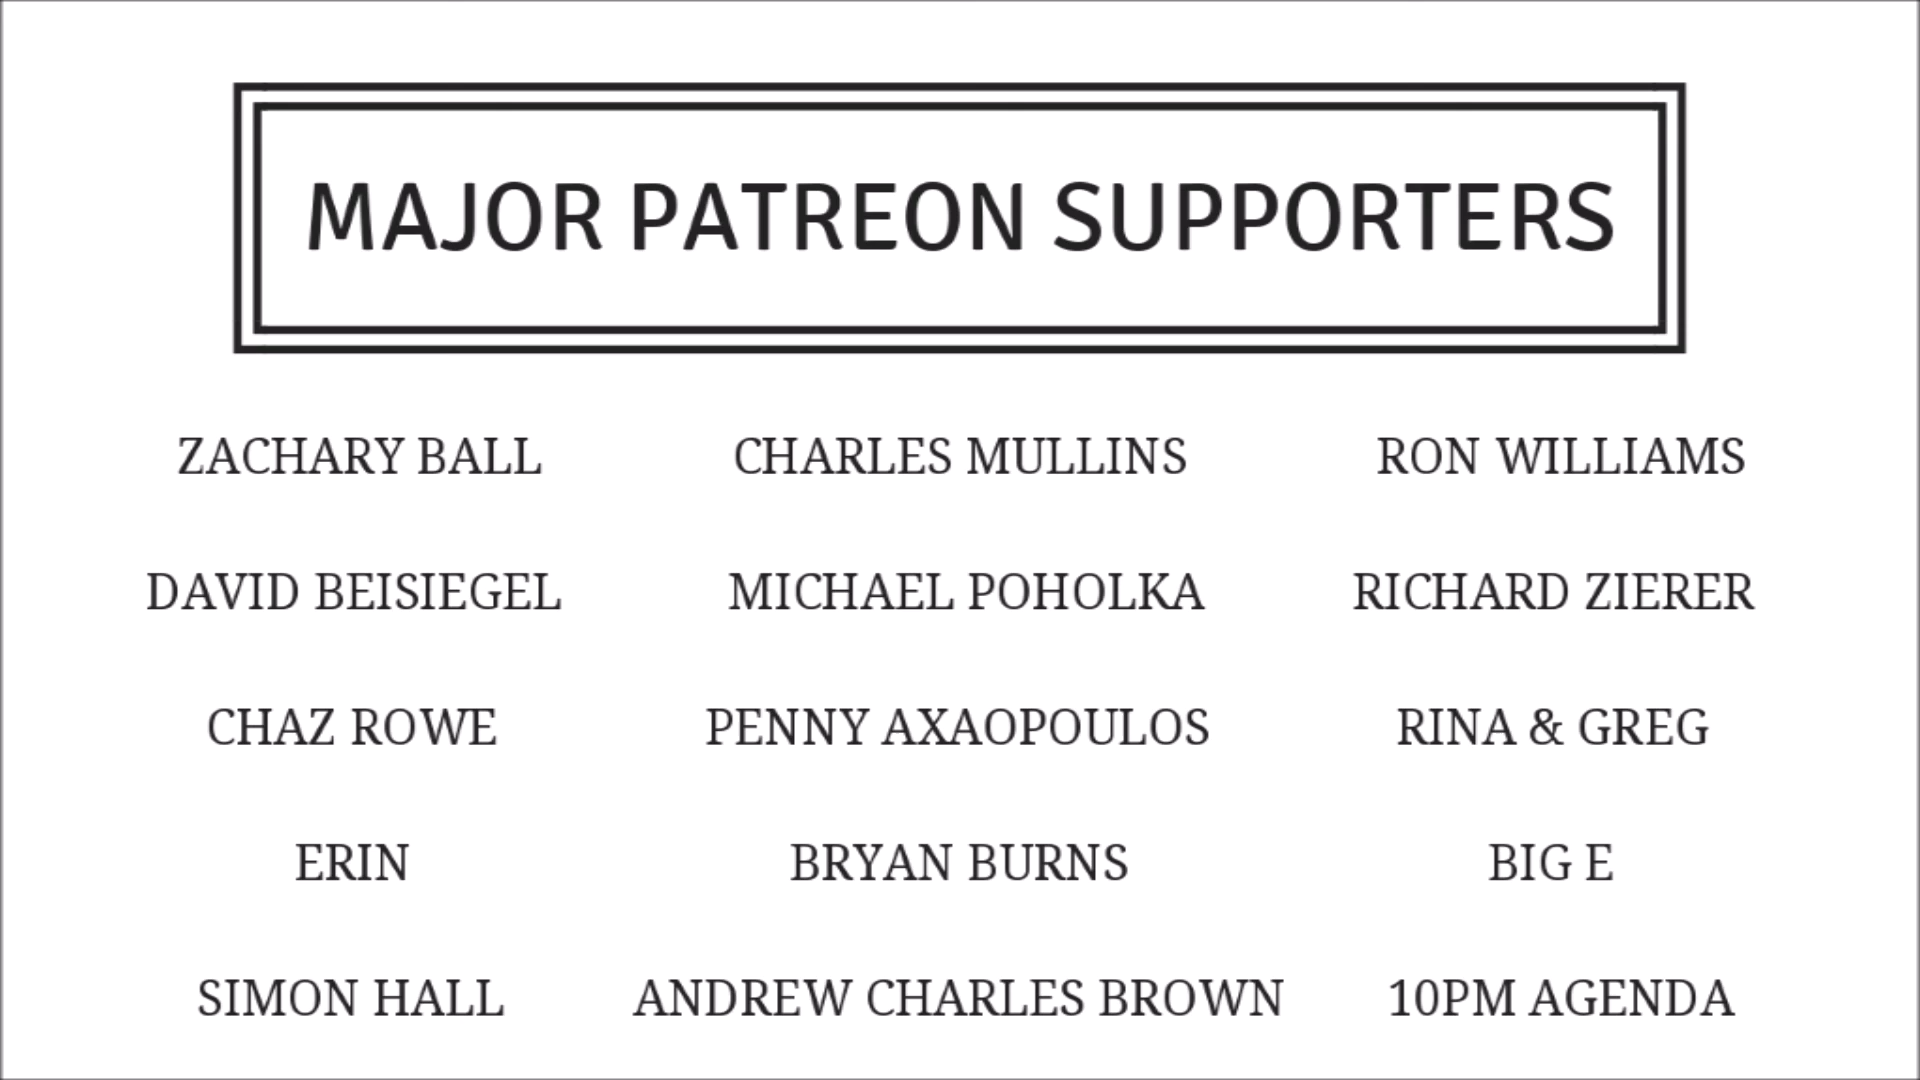 MAJOR PATREON SUPPORTERS
ZACHARY BALL CHARLES MULLINS RON WILLIAMS
DAVID BEISIEGEL MICHAEL POHOLKA RICHARD ZIERER
CHAZ ROWE PENNY AXAOPOULOS RINA & GREG
ERIN BRYAN BURNS BIG E
SIMON HALL ANDREW CHARLES BROWN 10PM AGENDA